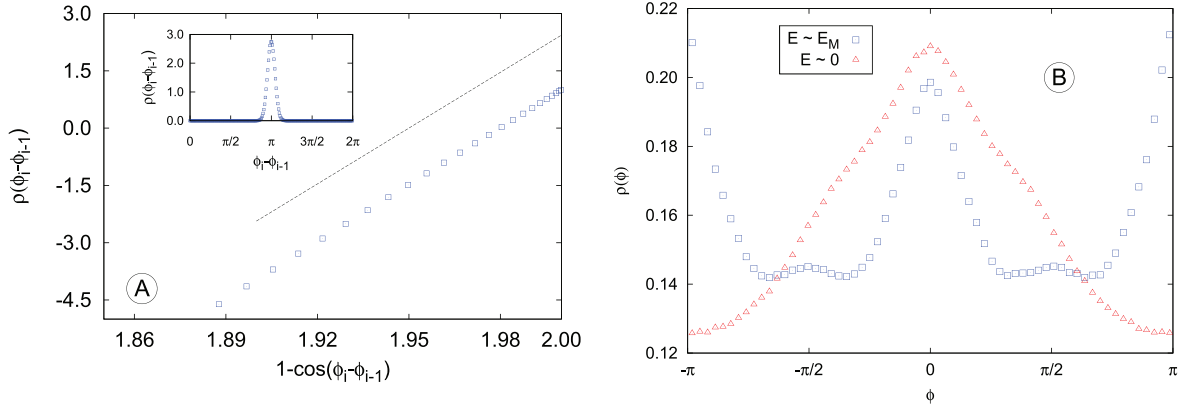 A
3.0
2.0
1.0
0.0
ρ(ϕi-ϕi-1)
0 π/2 π 3π/2 2π
ϕi-ϕi-1
3.0
1.5
0.0
-1.5
-3.0
-4.5
ρ(ϕi-ϕi-1)
1.86 1.89 1.92 1.95 1.98 2.00
1-cos(ϕi-ϕi-1)
B
E ~ EM
E ~ 0
0.22
0.20
0.18
0.16
0.14
0.12
ρ(ϕ)
-π -π/2 0 π/2 π
ϕ